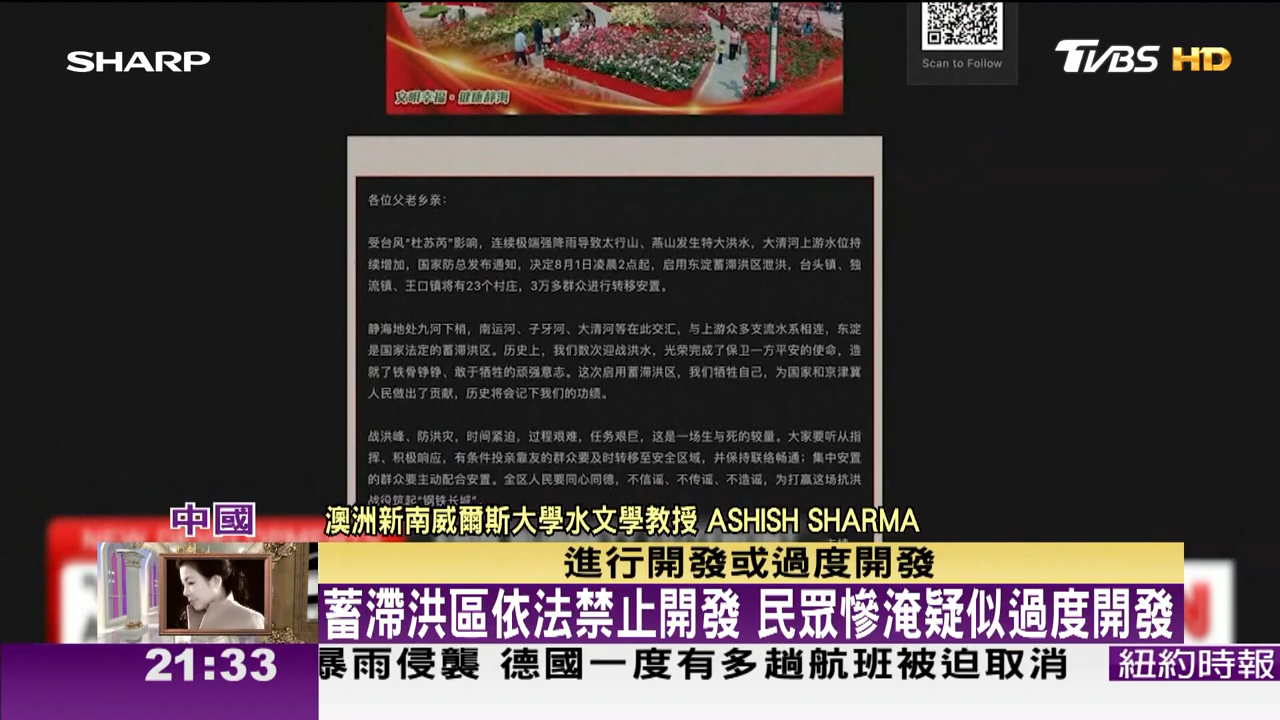 SHARP
TVBS HD
Scan to Follow
文明幸福·健康静海
各位父老乡亲：
受台风“杜苏芮”影响，连续极端强降雨导致太行山、燕山发生特大洪水，大清河上游水位持
续增加，国家防总发布通知，决定8月1日凌晨2点起，启用东淀蓄滞洪区泄洪，台头镇、独
流镇、王口镇将有23个村庄，3万多群众进行转移安置。
静海地处九河下梢，南运河、子牙河、大清河等在此交汇，与上游众多支流水系相连，东淀
是国家法定的蓄滞洪区。历史上，我们数次迎战洪水，光荣完成了保卫一方平安的使命，造
就了铁骨铮铮、敢于牺牲的顽强意志。这次启用蓄滞洪区，我们牺牲自己，为国家和京津冀
人民做出了贡献，历史将会记下我们的功绩。
战洪峰、防洪灾，时间紧迫，过程艰难，任务艰巨，这是一场生与死的较量。大家要听从指
挥、积极响应，有条件投亲靠友的群众要及时转移至安全区域，并保持联络畅通；集中安置
的群众要主动配合安置。全区人民要同心同德，不信谣、不传谣、不造谣，为打赢这场抗洪
战役筑起“钢铁长城”。
中國
澳洲新南威爾斯大學水文學教授 ASHISH SHARMA
進行開發或過度開發
蓄滯洪區依法禁止開發 民眾慘淹疑似過度開發
21:33
暴雨侵襲 德國一度有多趟航班被迫取消
紐約時報